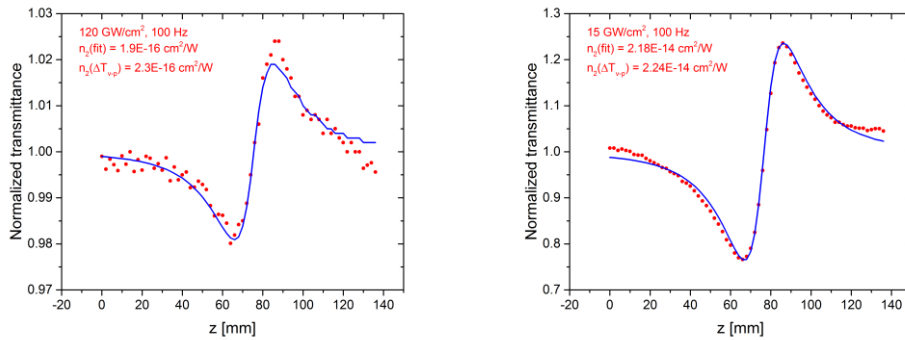 120 GW/cm², 100 Hz
n₂(fit) = 1.9E-16 cm²/W
n₂(ΔTᵥ₋ₚ) = 2.3E-16 cm²/W
Normalized transmittance
1.03
1.02
1.01
1.00
0.99
0.98
0.97
-20 0 20 40 60 80 100 120 140
z [mm]
15 GW/cm², 100 Hz
n₂(fit) = 2.18E-14 cm²/W
n₂(ΔTᵥ₋ₚ) = 2.24E-14 cm²/W
Normalized transmittance
1.3
1.2
1.1
1.0
0.9
0.8
0.7
-20 0 20 40 60 80 100 120 140
z [mm]